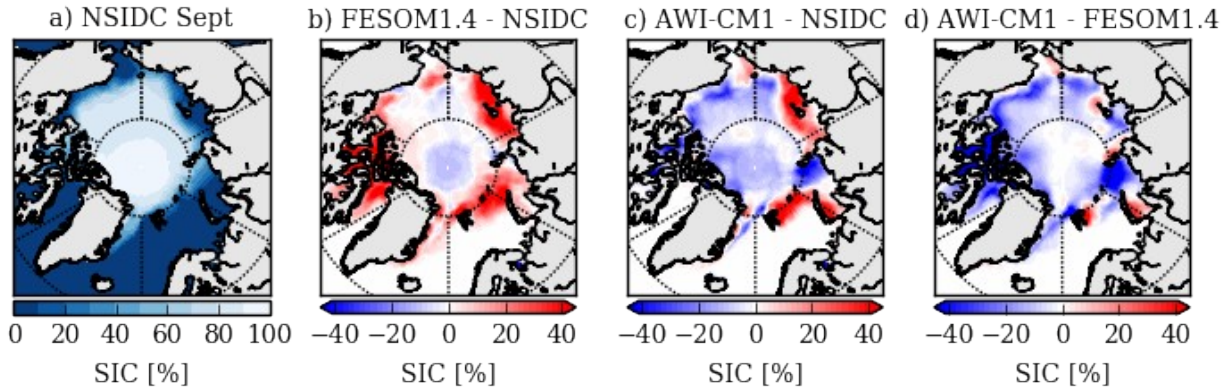 a) NSIDC Sept
b) FESOM1.4 - NSIDC
c) AWI-CM1 - NSIDC
d) AWI-CM1 - FESOM1.4
0 20 40 60 80 100
−40 −20 0 20 40
−40 −20 0 20 40
−40 −20 0 20 40
SIC [%]
SIC [%]
SIC [%]
SIC [%]